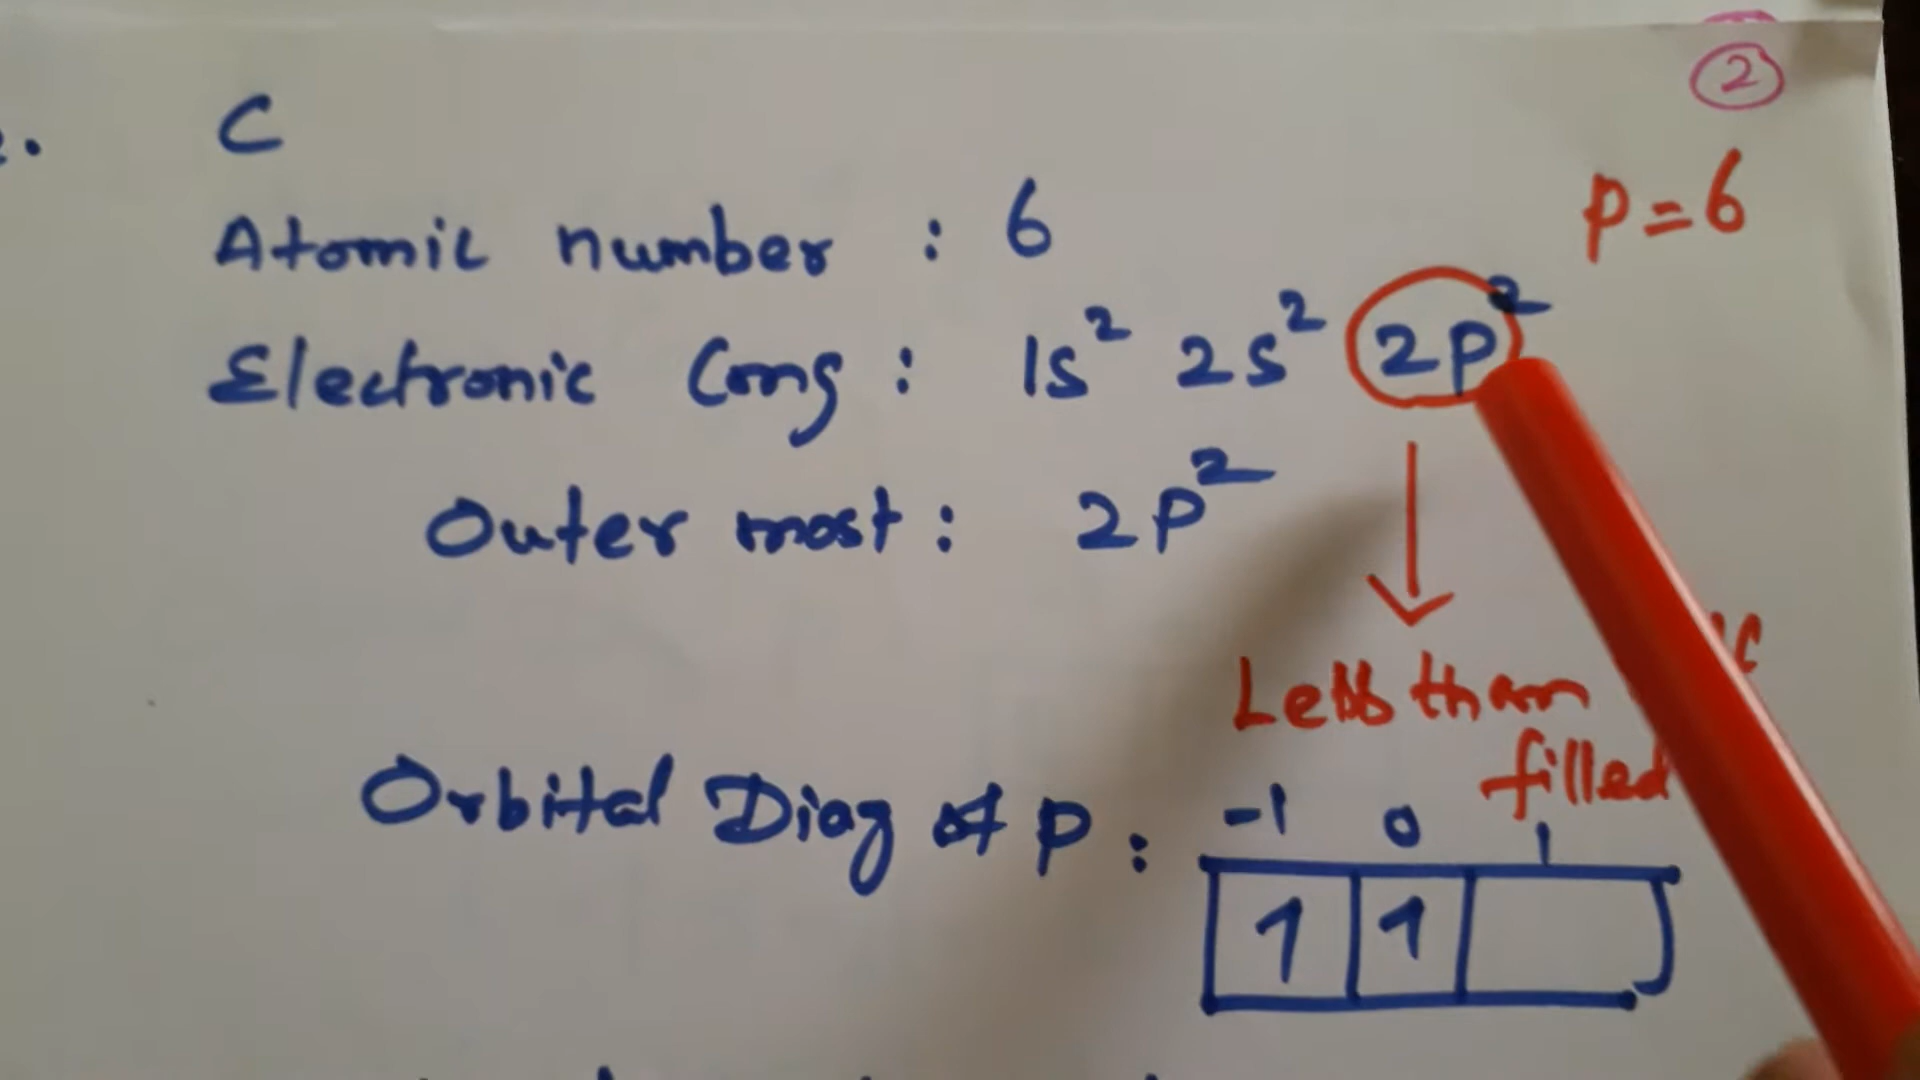 2
C
p=6
Atomic number : 6
Electronic Cong : 1s² 2s² 2p²
Outer most : 2p²
Less than
filled
Orbital Diag of p : -1 0 1
1 1